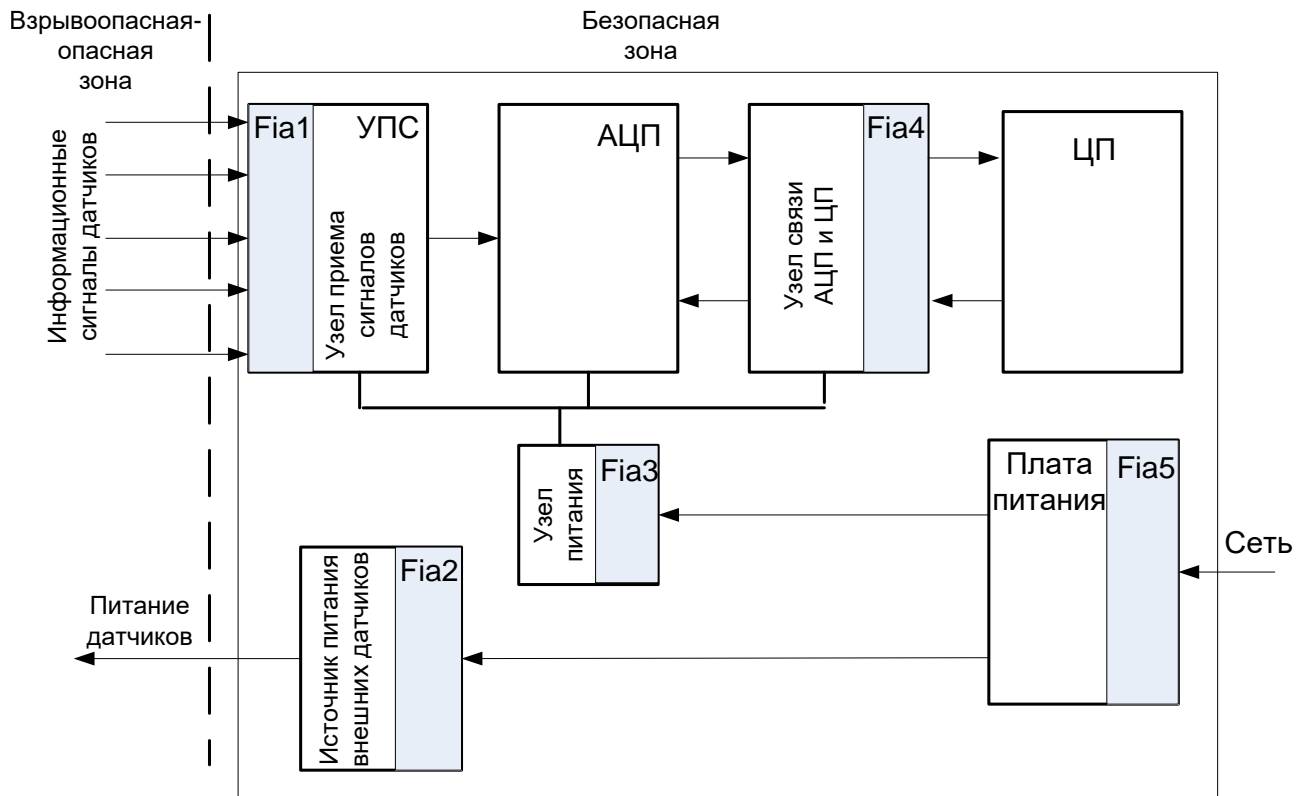 Взрывоопасная-
опасная
зона
Безопасная
зона
Информационные
сигналы датчиков
Fia1
УПС
Узел приема
сигналов
датчиков
АЦП
Узел связи
АЦП и ЦП
Fia4
ЦП
Узел
питания
Fia3
Плата
питания
Fia5
Сеть
Источник питания
внешних датчиков
Fia2
Питание
датчиков